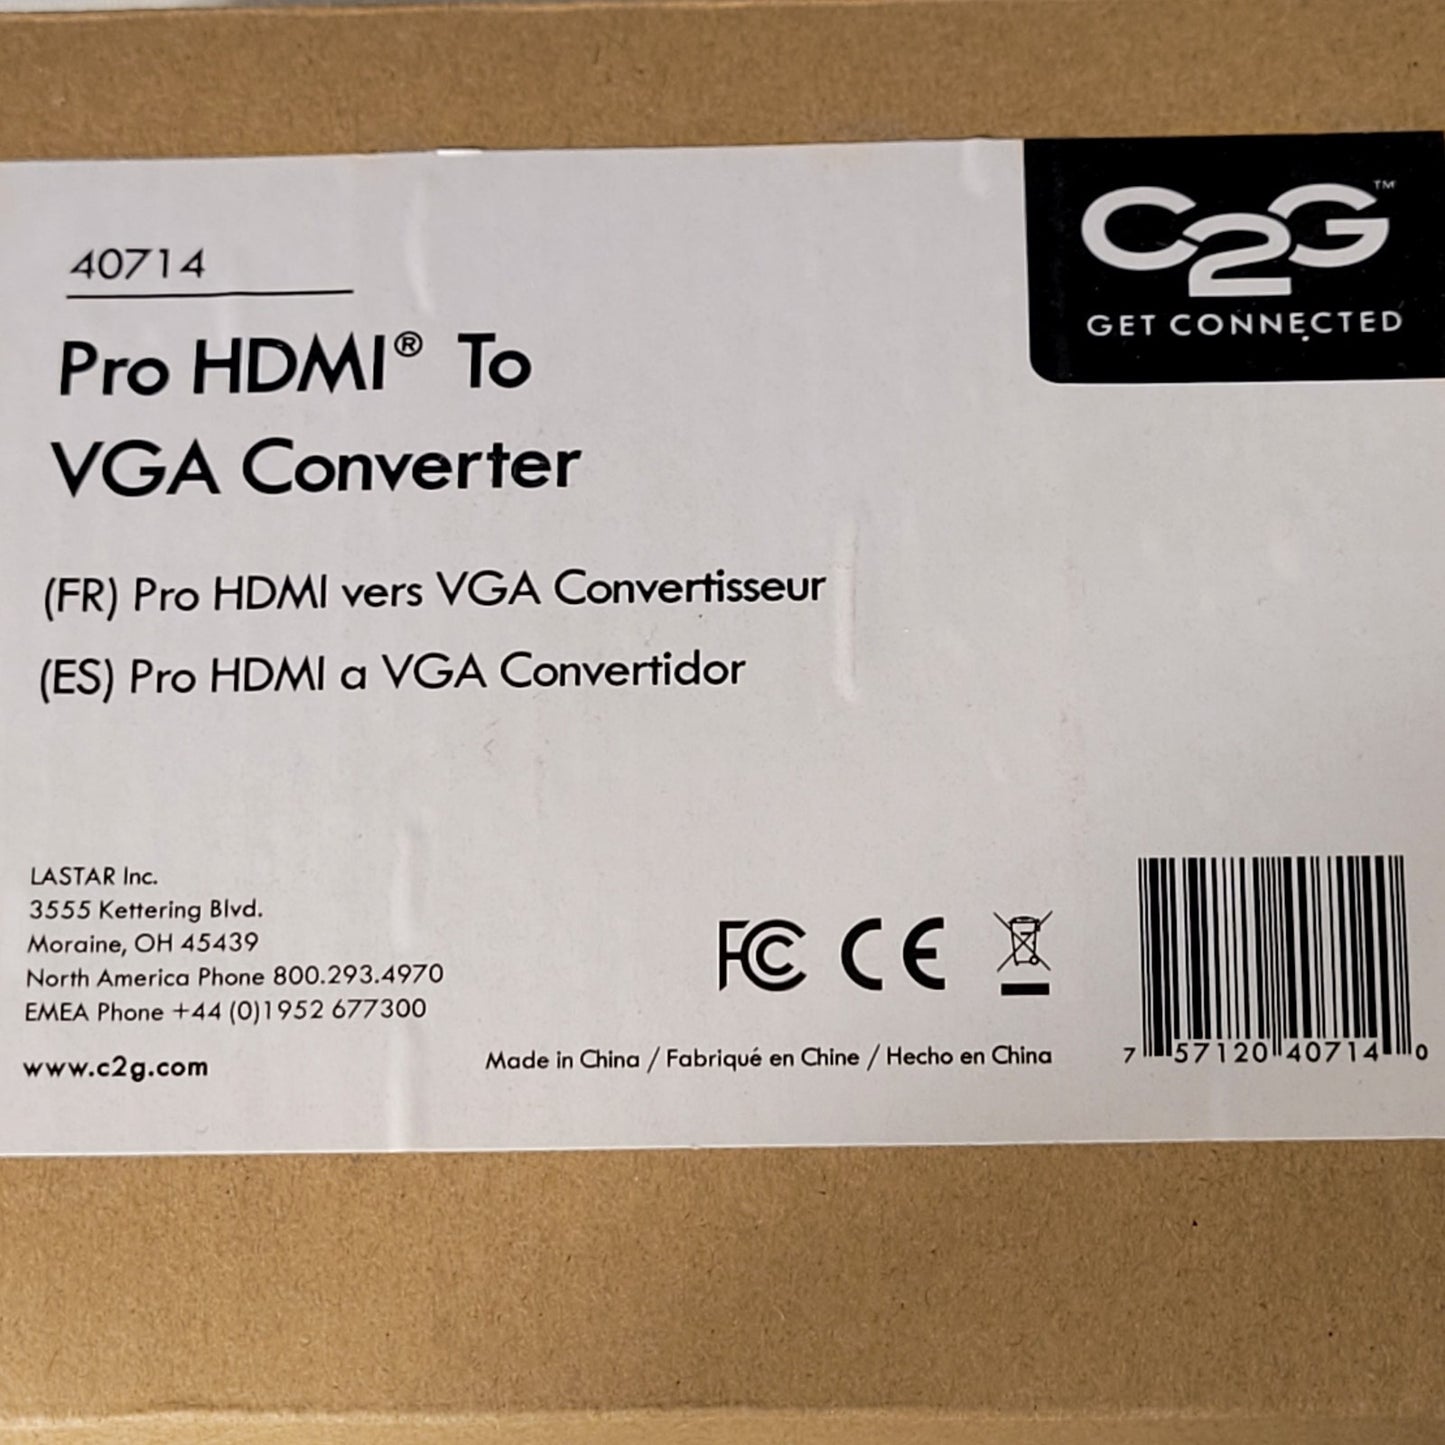 C2G™
GET CONNECTED
40714
Pro HDMI® To
VGA Converter
(FR) Pro HDMI vers VGA Convertisseur
(ES) Pro HDMI a VGA Convertidor
LASTAR Inc.
3555 Kettering Blvd.
Moraine, OH 45439
North America Phone 800.293.4970
EMEA Phone +44 (0)1952 677300
www.c2g.com
FC CE
Made in China / Fabriqué en Chine / Hecho en China
7 57120 40714 0